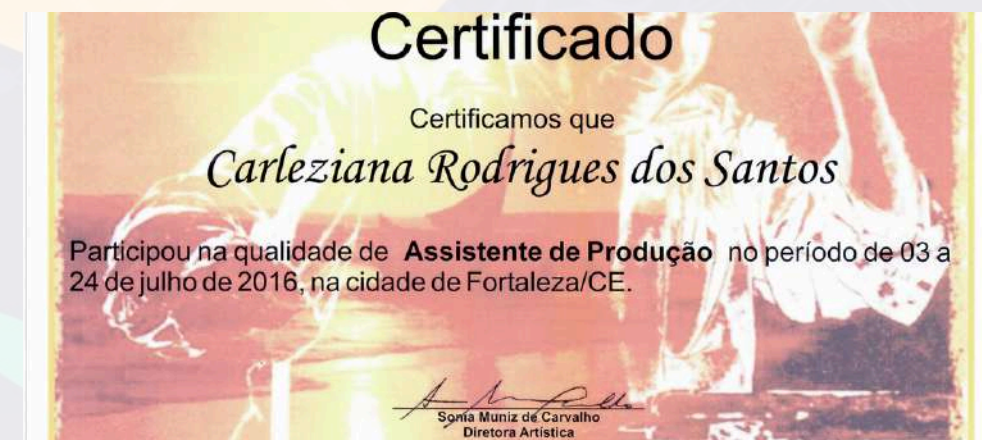 Certificado
Certificamos que
Carleziana Rodrigues dos Santos
Participou na qualidade de Assistente de Produção no período de 03 a
24 de julho de 2016, na cidade de Fortaleza/CE.
Sonia Muniz de Carvalho
Diretora Artística